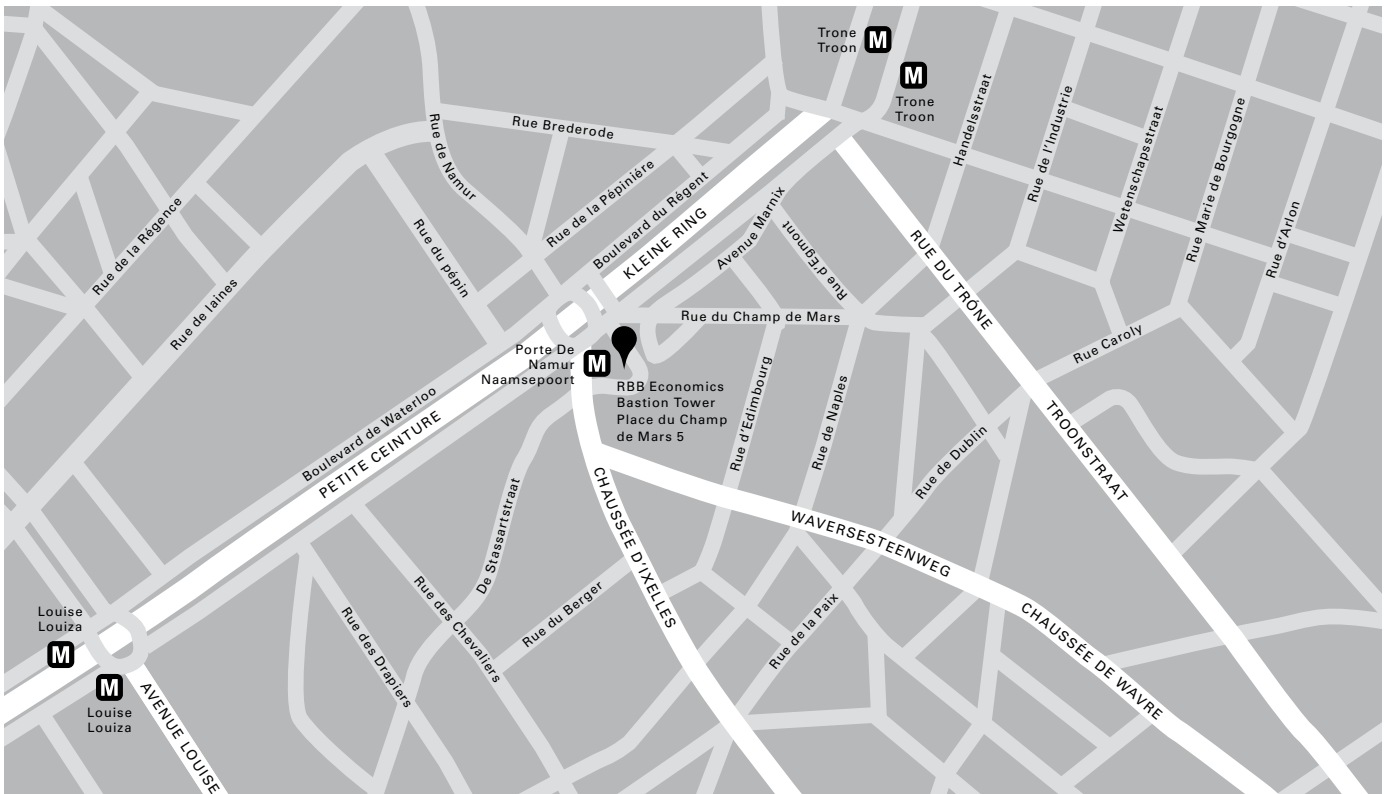 Trone
Troon
M
M
Trone
Troon
Rue Brederode
Rue de Namur
Rue de la Pépiniére
Boulevard du Régent
KLEINE RING
Avenue Marnix
Rue d'Egmont
Handelsstraat
Rue de l'Industrie
Wetenschapsstraat
Rue Marie de Bourgogne
Rue d'Arlon
Rue de la Régence
Rue de laines
Rue du pépin
RUE DU TRÔNE
Rue du Champ de Mars
Rue Caroly
Porte De
Namur
Naamsepoort
M
RBB Economics
Bastion Tower
Place du Champ
de Mars 5
Boulevard de Waterloo
PETITE CEINTURE
Rue d'Edimbourg
Rue de Naples
Rue de Dublin
TROONSTRAAT
De Stassartstraat
CHAUSSÉE D'IXELLES
WAVERSESTEENWEG
CHAUSSÉE DE WAVRE
Rue du Berger
Rue de la Paix
Rue des Chevaliers
Rue des Drapiers
Louise
Louiza
M
M
Louise
Louiza
AVENUE LOUISE